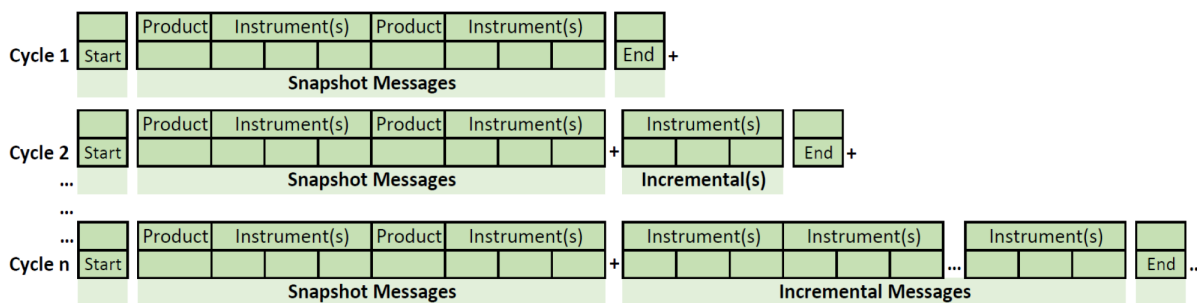 Product Instrument(s) Product Instrument(s)
Cycle 1 Start End +
Snapshot Messages
Product Instrument(s) Product Instrument(s) Instrument(s)
Cycle 2 Start + End +
... Snapshot Messages Incremental(s)
...
... Product Instrument(s) Product Instrument(s) Instrument(s) Instrument(s) Instrument(s)
Cycle n Start + ... End ...
Snapshot Messages Incremental Messages